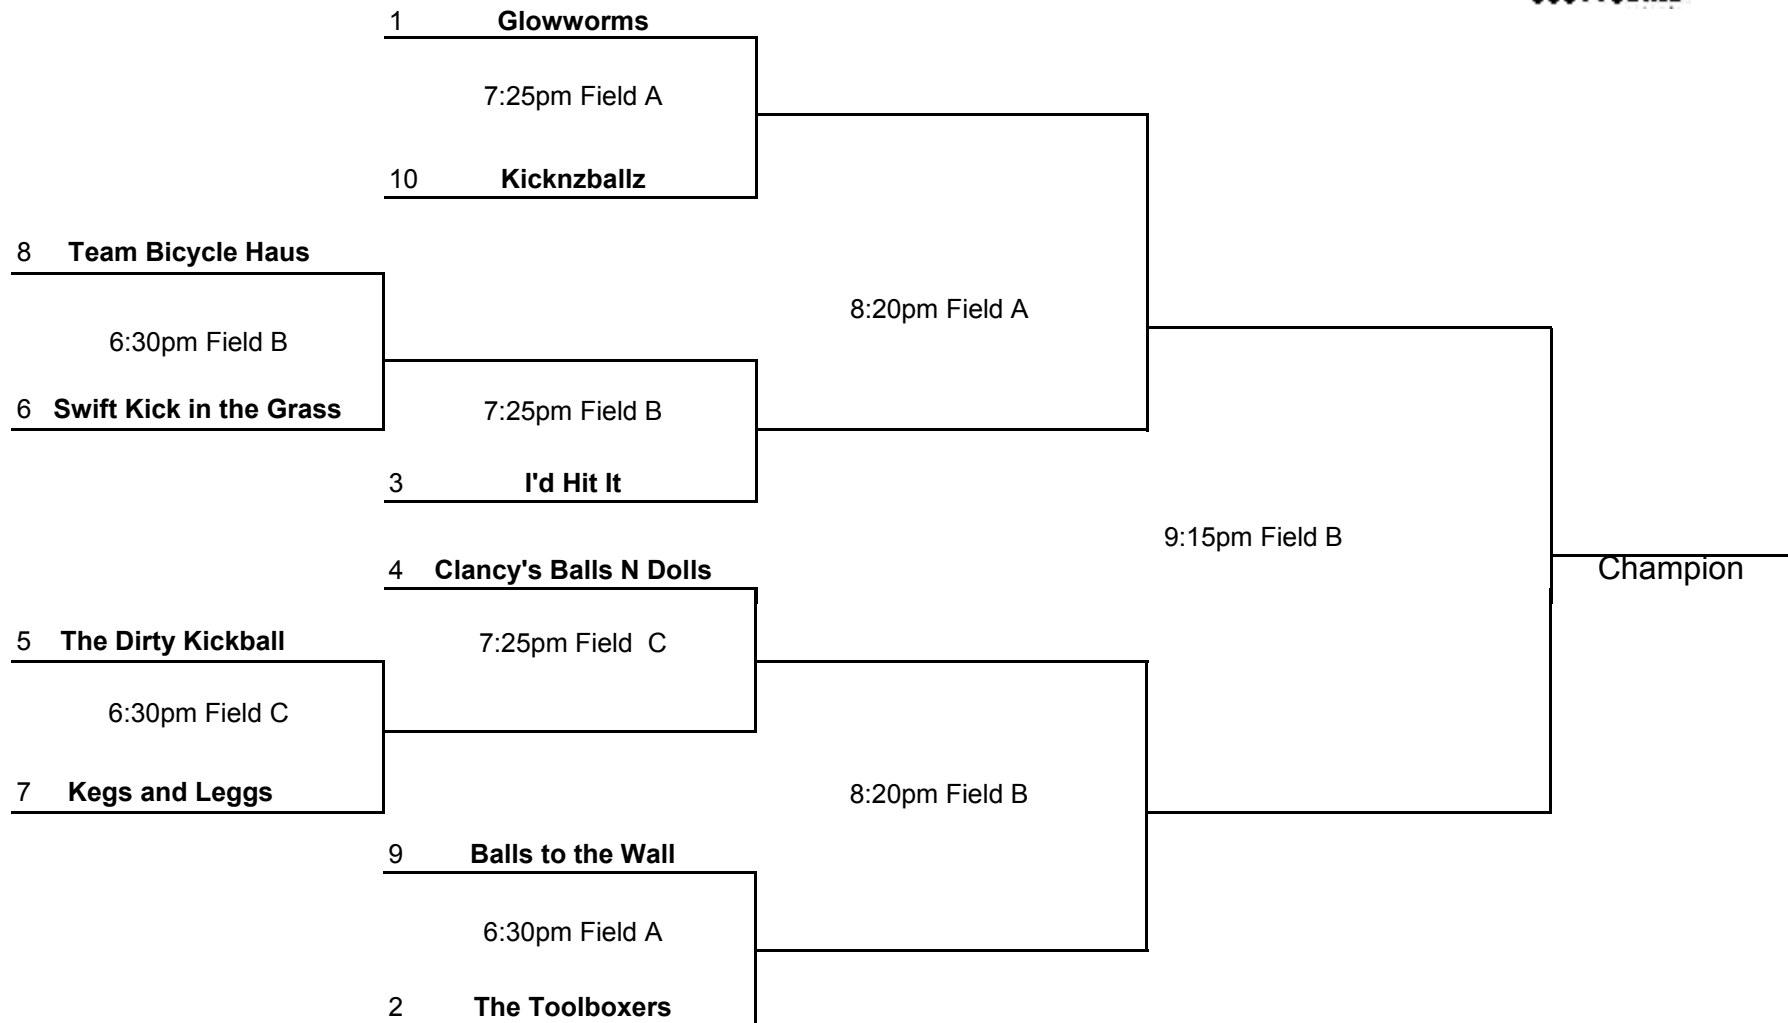 1 Glowworms
7:25pm Field A
10 Kicknzballz
8 Team Bicycle Haus
8:20pm Field A
6:30pm Field B
6 Swift Kick in the Grass
7:25pm Field B
3 I'd Hit It
9:15pm Field B
Champion
4 Clancy's Balls N Dolls
5 The Dirty Kickball
7:25pm Field C
6:30pm Field C
7 Kegs and Leggs
8:20pm Field B
9 Balls to the Wall
6:30pm Field A
2 The Toolboxers